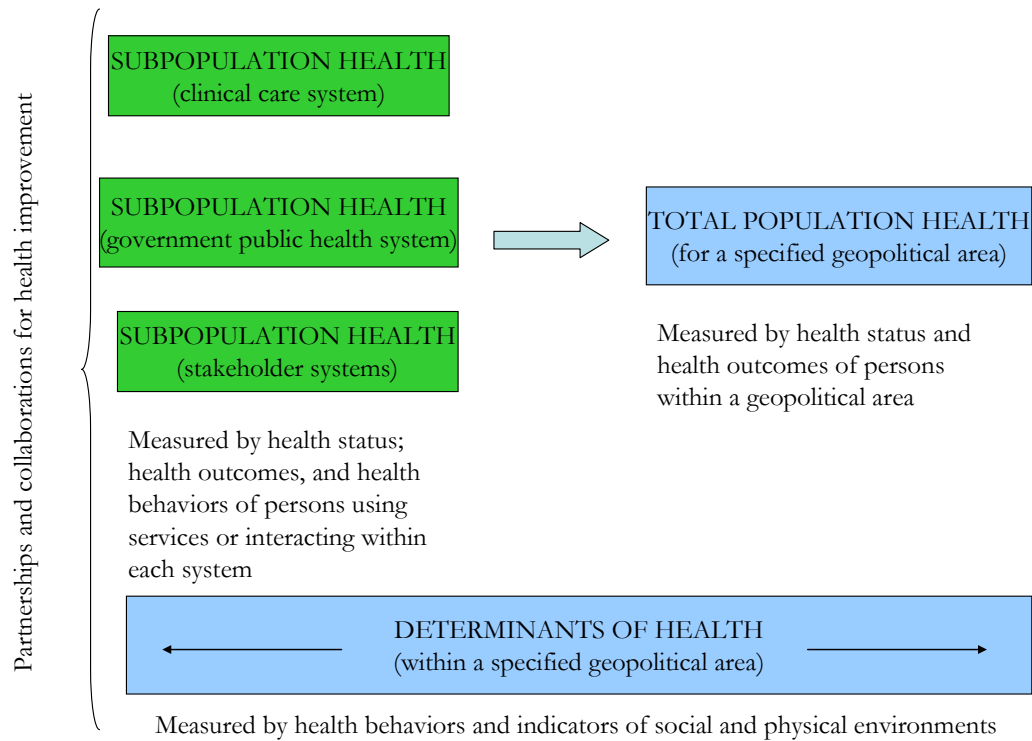 Partnerships and collaborations for health improvement
SUBPOPULATION HEALTH
(clinical care system)
SUBPOPULATION HEALTH
(government public health system)
SUBPOPULATION HEALTH
(stakeholder systems)
Measured by health status;
health outcomes, and health
behaviors of persons using
services or interacting within
each system
TOTAL POPULATION HEALTH
(for a specified geopolitical area)
Measured by health status and
health outcomes of persons
within a geopolitical area
DETERMINANTS OF HEALTH
(within a specified geopolitical area)
Measured by health behaviors and indicators of social and physical environments